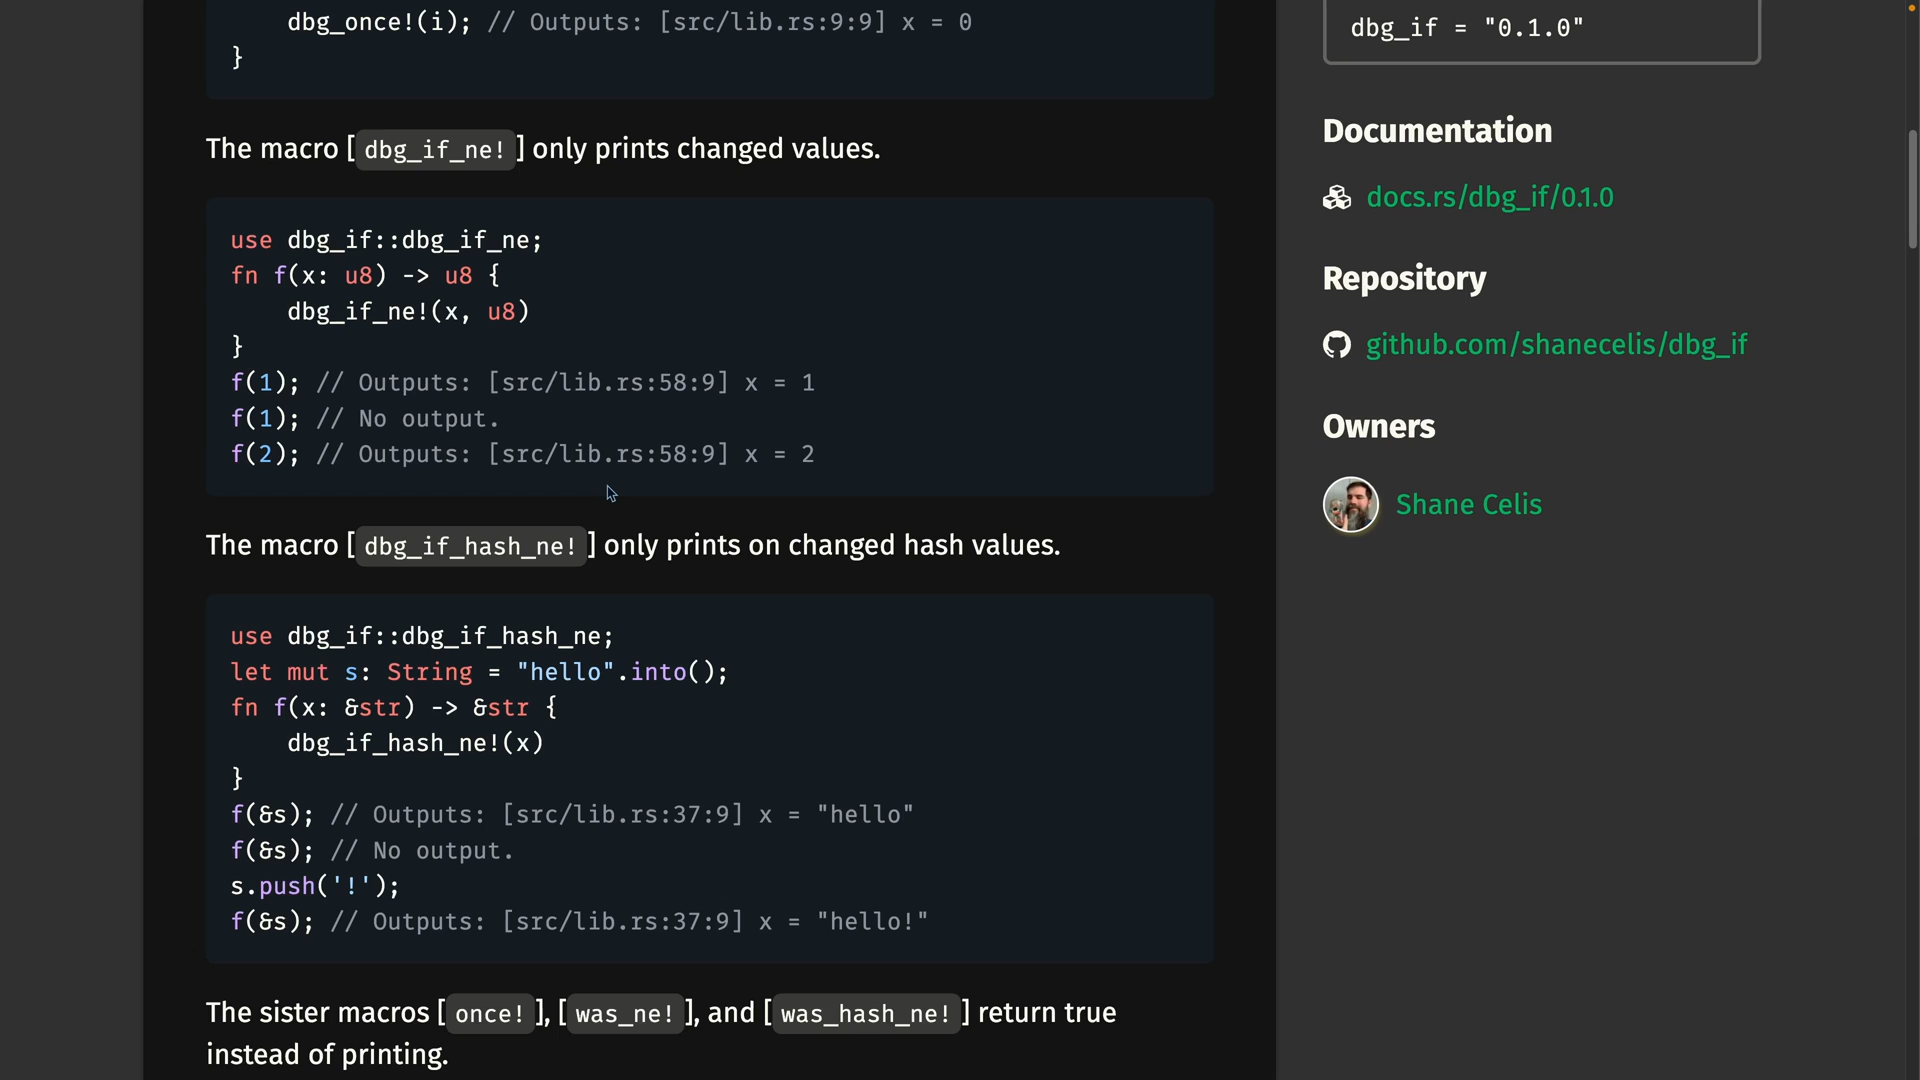 dbg_once!(i); // Outputs: [src/lib.rs:9:9] x = 0
}
The macro [dbg_if_ne!] only prints changed values.
use dbg_if::dbg_if_ne;
fn f(x: u8) -> u8 {
    dbg_if_ne!(x, u8)
}
f(1); // Outputs: [src/lib.rs:58:9] x = 1
f(1); // No output.
f(2); // Outputs: [src/lib.rs:58:9] x = 2
The macro [dbg_if_hash_ne!] only prints on changed hash values.
use dbg_if::dbg_if_hash_ne;
let mut s: String = "hello".into();
fn f(x: &str) -> &str {
    dbg_if_hash_ne!(x)
}
f(&s); // Outputs: [src/lib.rs:37:9] x = "hello"
f(&s); // No output.
s.push('!');
f(&s); // Outputs: [src/lib.rs:37:9] x = "hello!"
The sister macros [once!], [was_ne!], and [was_hash_ne!] return true
instead of printing.
dbg_if = "0.1.0"
Documentation
docs.rs/dbg_if/0.1.0
Repository
github.com/shanecelis/dbg_if
Owners
Shane Celis